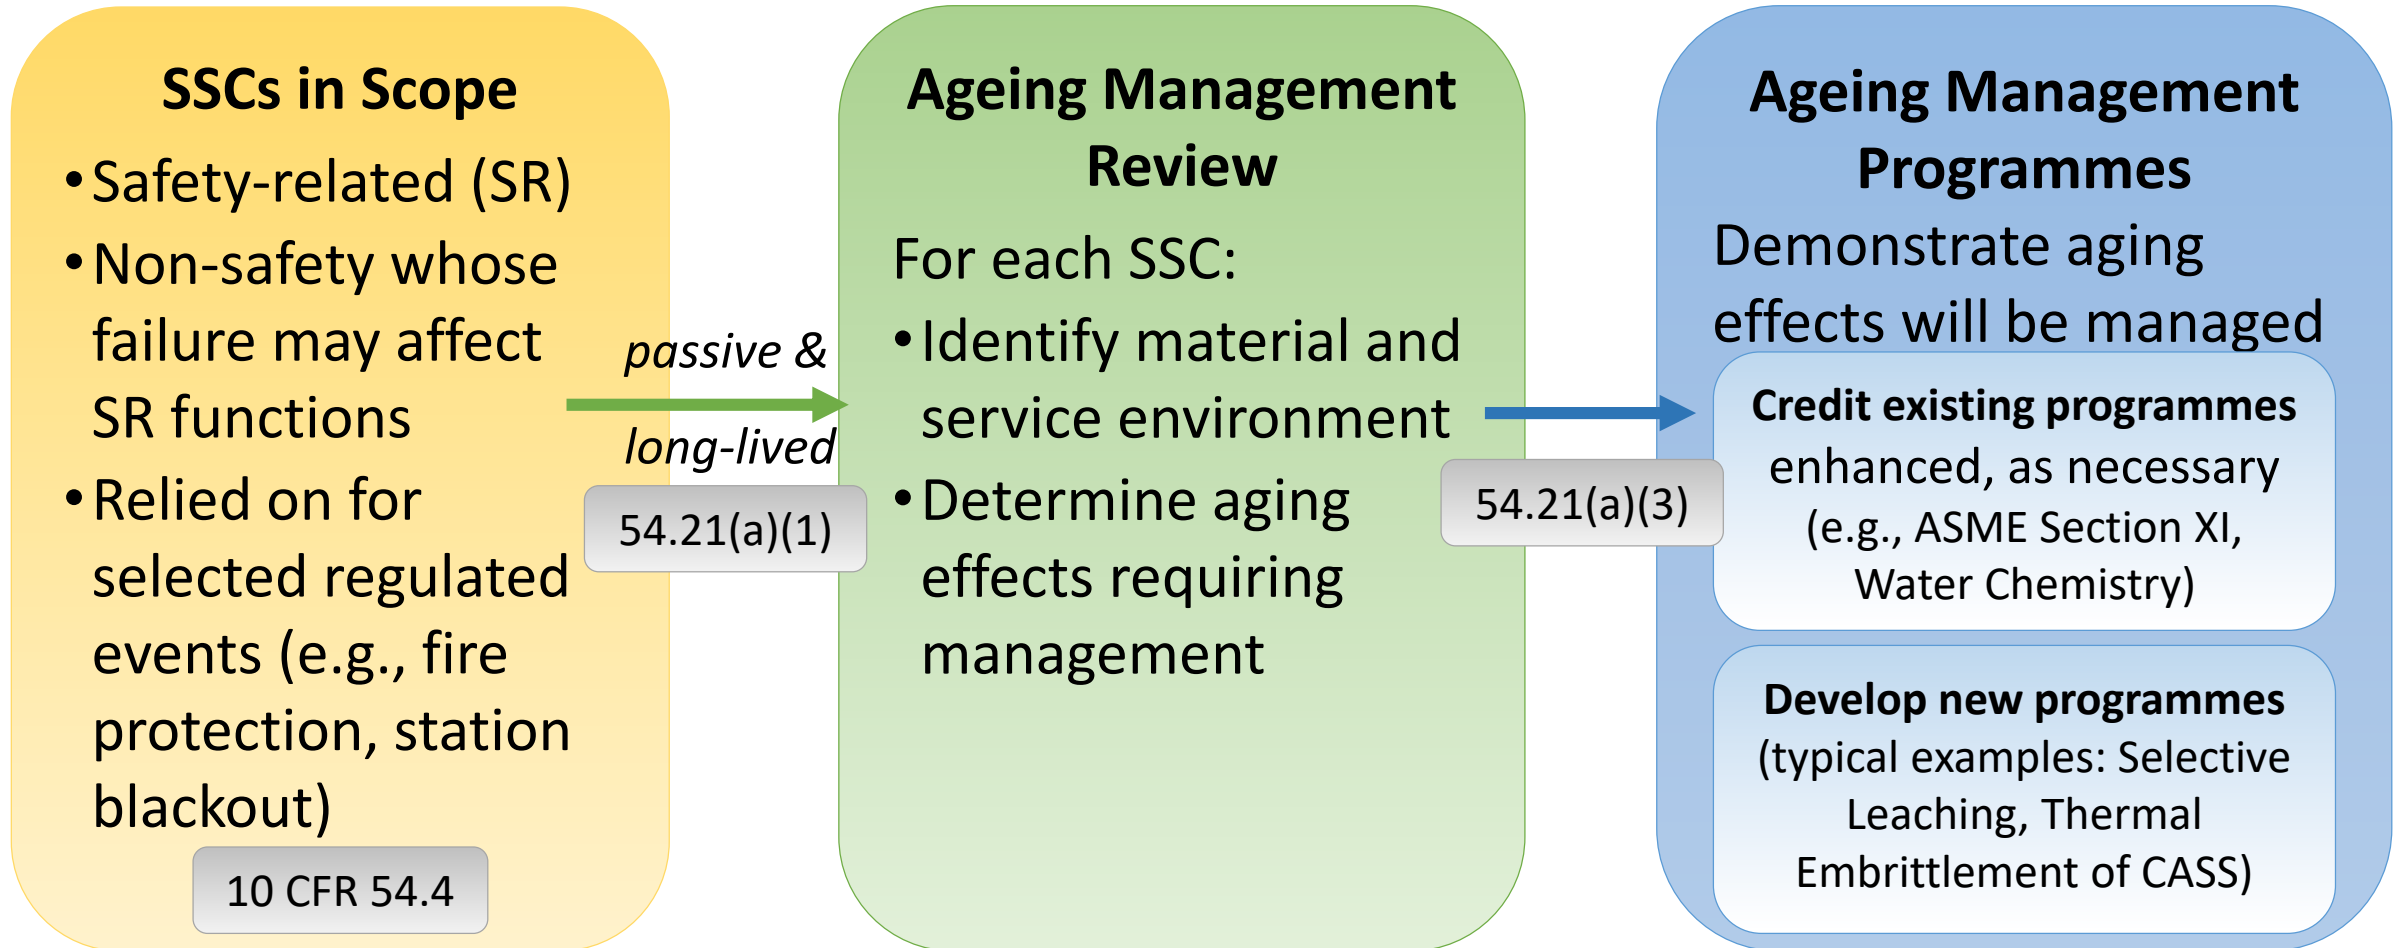 SSCs in Scope
•Safety-related (SR)
•Non-safety whose
failure may affect
SR functions
•Relied on for
selected regulated
events (e.g., fire
protection, station
blackout)
10 CFR 54.4
passive &
long-lived
54.21(a)(1)
Ageing Management
Review
For each SSC:
•Identify material and
service environment
•Determine aging
effects requiring
management
54.21(a)(3)
Ageing Management
Programmes
Demonstrate aging
effects will be managed
Credit existing programmes
enhanced, as necessary
(e.g., ASME Section XI,
Water Chemistry)
Develop new programmes
(typical examples: Selective
Leaching, Thermal
Embrittlement of CASS)